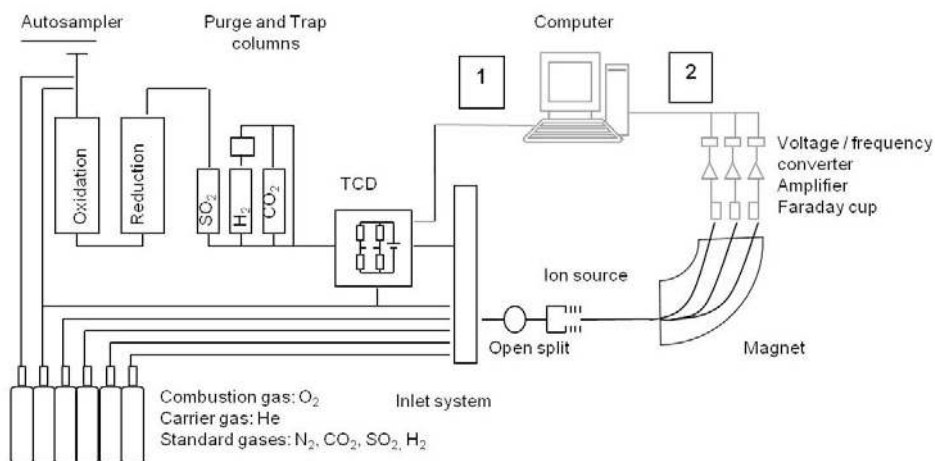 Autosampler
Purge and Trap
columns
Computer
1
2
Oxidation
Reduction
SO₂
H₂
CO₂
TCD
Voltage / frequency
converter
Amplifier
Faraday cup
Ion source
Open split
Magnet
Inlet system
Combustion gas: O₂
Carrier gas: He
Standard gases: N₂, CO₂, SO₂, H₂